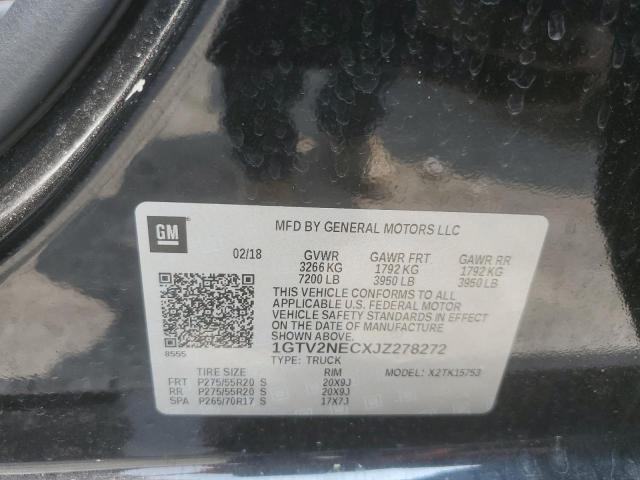 GM
MFD BY GENERAL MOTORS LLC
02/18 GVWR GAWR FRT GAWR RR
3266 KG 1792 KG 1792 KG
7200 LB 3950 LB 3950 LB
THIS VEHICLE CONFORMS TO ALL
APPLICABLE U.S. FEDERAL MOTOR
VEHICLE SAFETY STANDARDS IN EFFECT
ON THE DATE OF MANUFACTURE SHOWN ABOVE.
8555
1GTV2NECXJZ278272
TYPE: TRUCK MODEL: X2TK15753
TIRE SIZE RIM
FRT P275/55R20 S 20X9J
RR P275/55R20 S 20X9J
SPA P265/70R17 S 17X7J